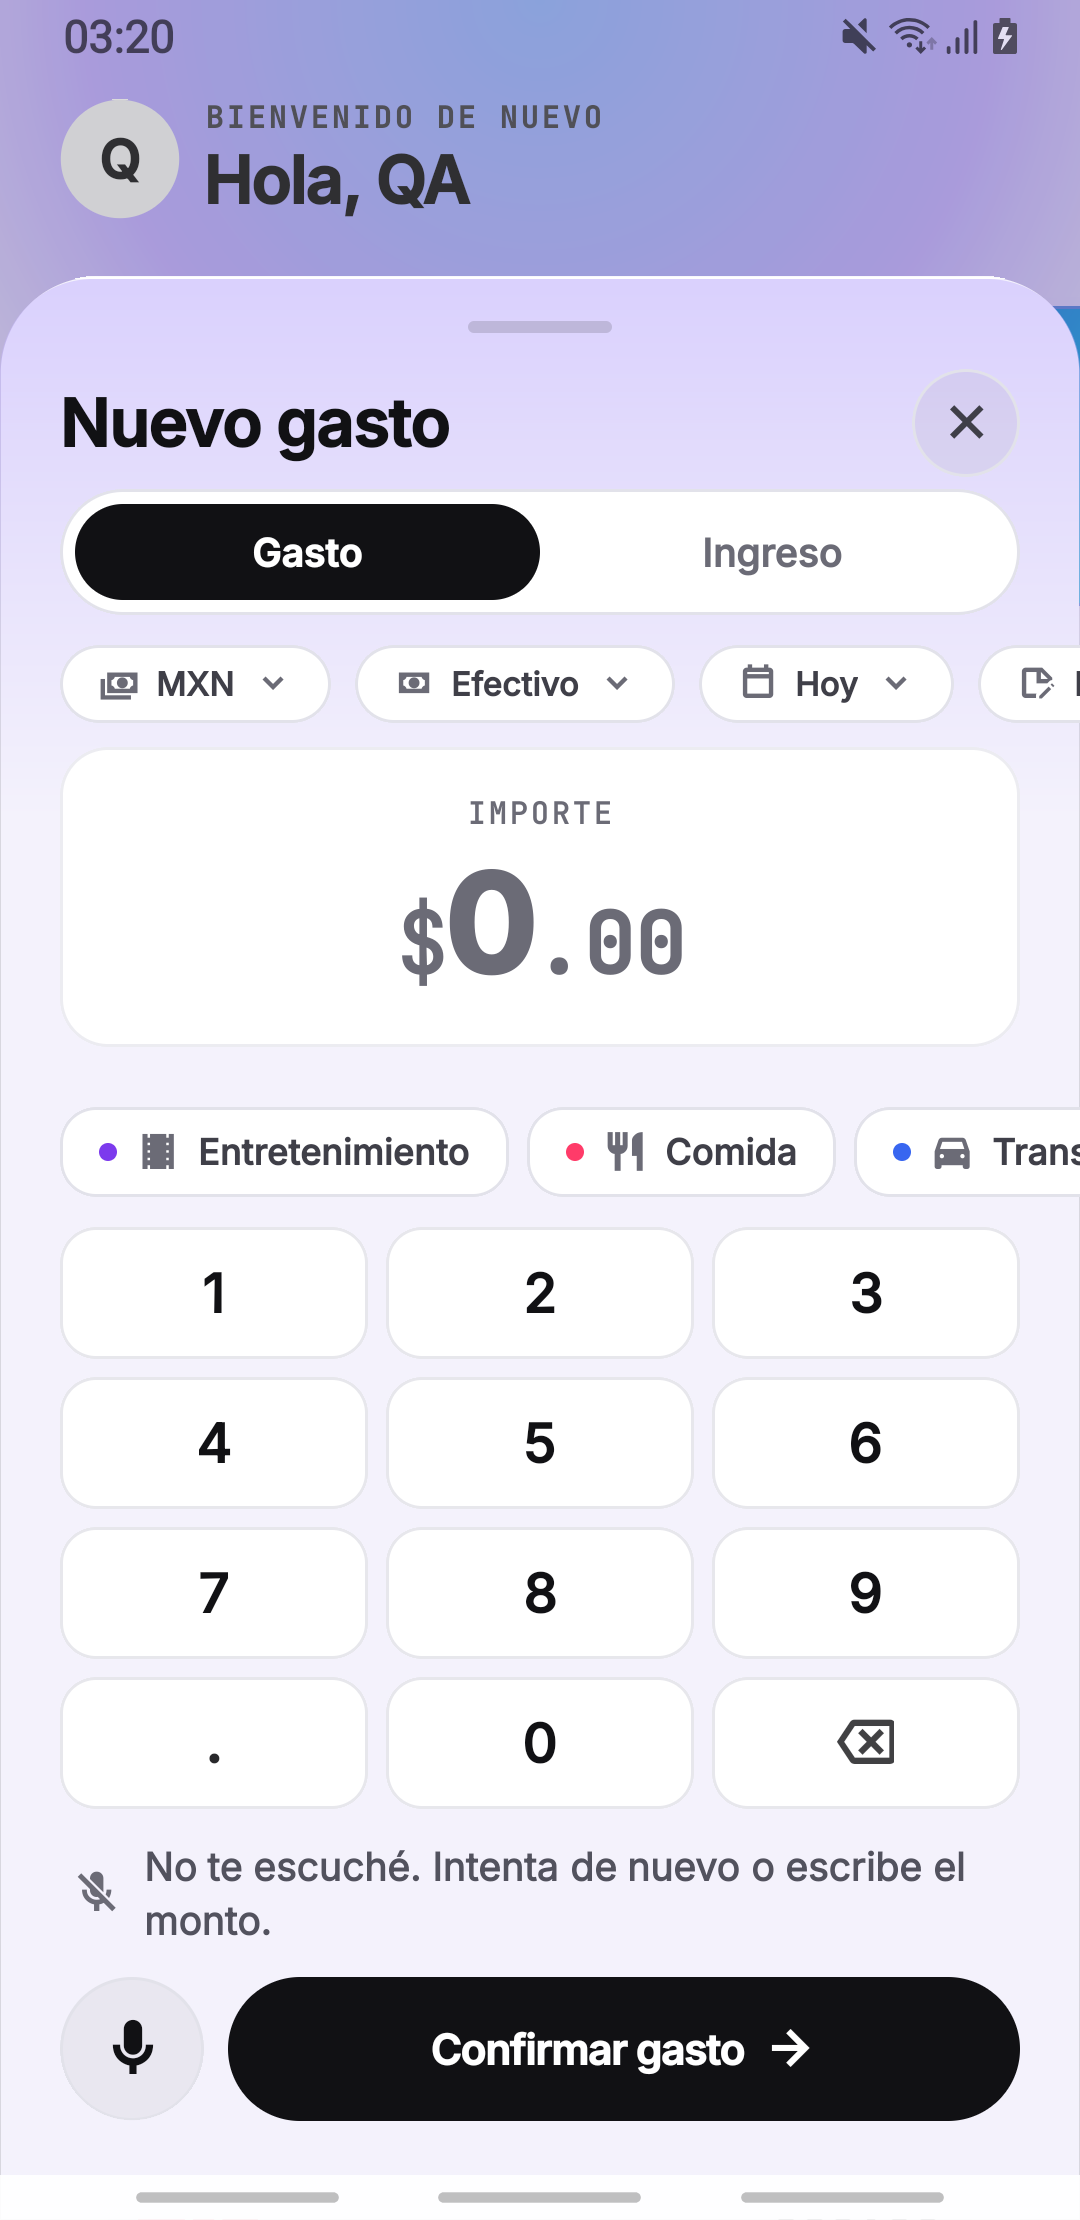 03:20
BIENVENIDO DE NUEVO
Q
Hola, QA
Nuevo gasto
Gasto
Ingreso
MXN
Efectivo
Hoy
IMPORTE
$0.00
Entretenimiento
Comida
Trans
1
2
3
4
5
6
7
8
9
.
0
No te escuché. Intenta de nuevo o escribe el
monto.
Confirmar gasto